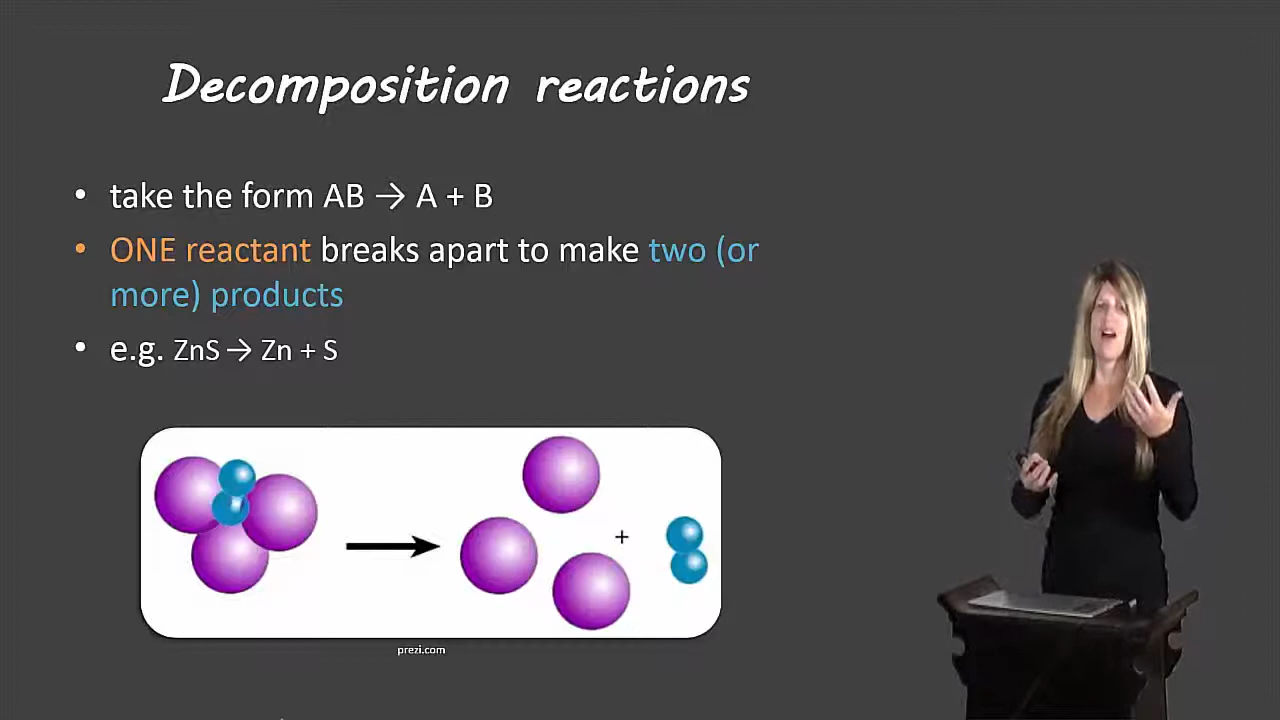 Decomposition reactions
• take the form AB → A + B
• ONE reactant breaks apart to make two (or
more) products
• e.g. ZnS → Zn + S
+
prezi.com